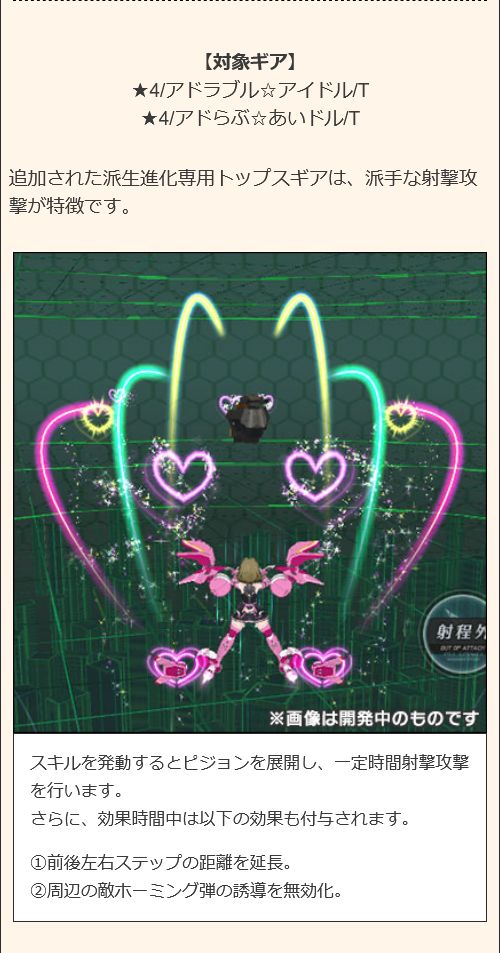 【対象ギア】
★4/アドラブル☆アイドル/T
★4/アドらぶ☆あいドル/T
追加された派生進化専用トップスギアは、派手な射撃攻
撃が特徴です。
射程外
OUT OF ATTACK
※画像は開発中のものです
スキルを発動するとピジョンを展開し、一定時間射撃攻撃
を行います。
さらに、効果時間中は以下の効果も付与されます。
①前後左右ステップの距離を延長。
②周辺の敵ホーミング弾の誘導を無効化。